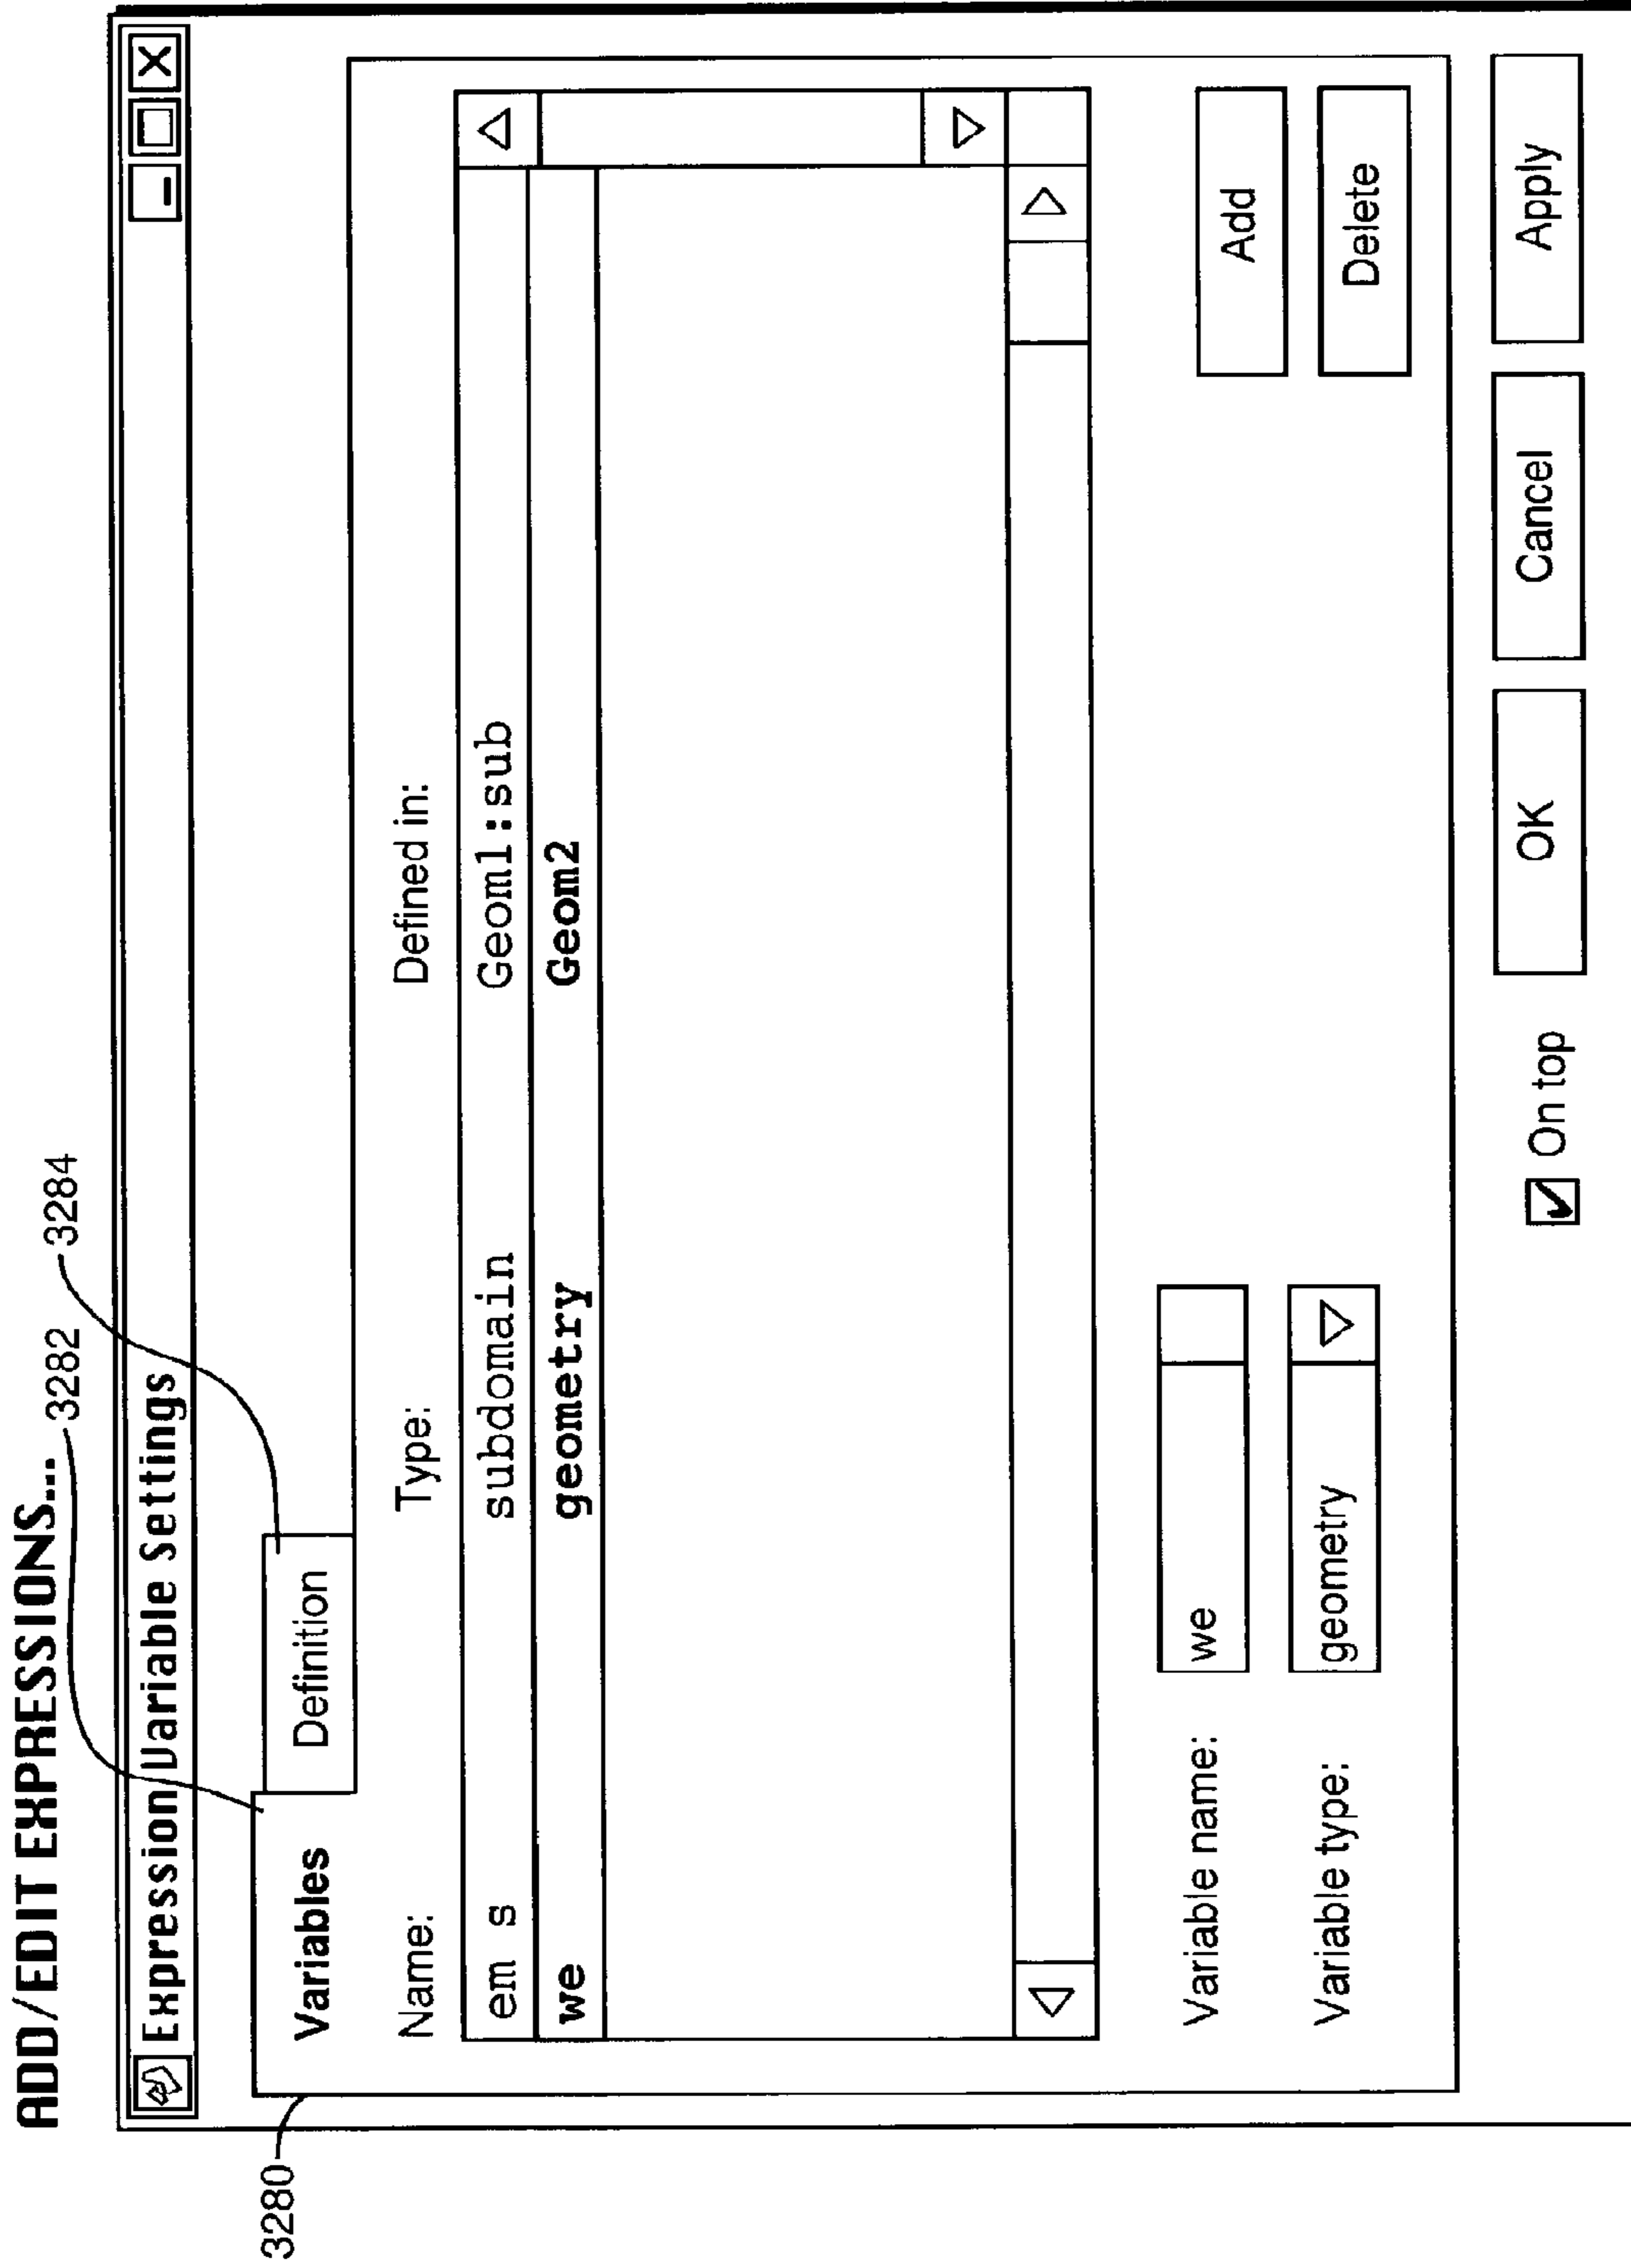 ADD/EDIT EXPRESSIONS...
3282
3284
Expression Variable Settings
3280
Variables
Definition
Name: Type: Defined in:
em s subdomain Geom1:sub
we geometry Geom2
Variable name: we
Add
Variable type: geometry
Delete
On top OK Cancel Apply